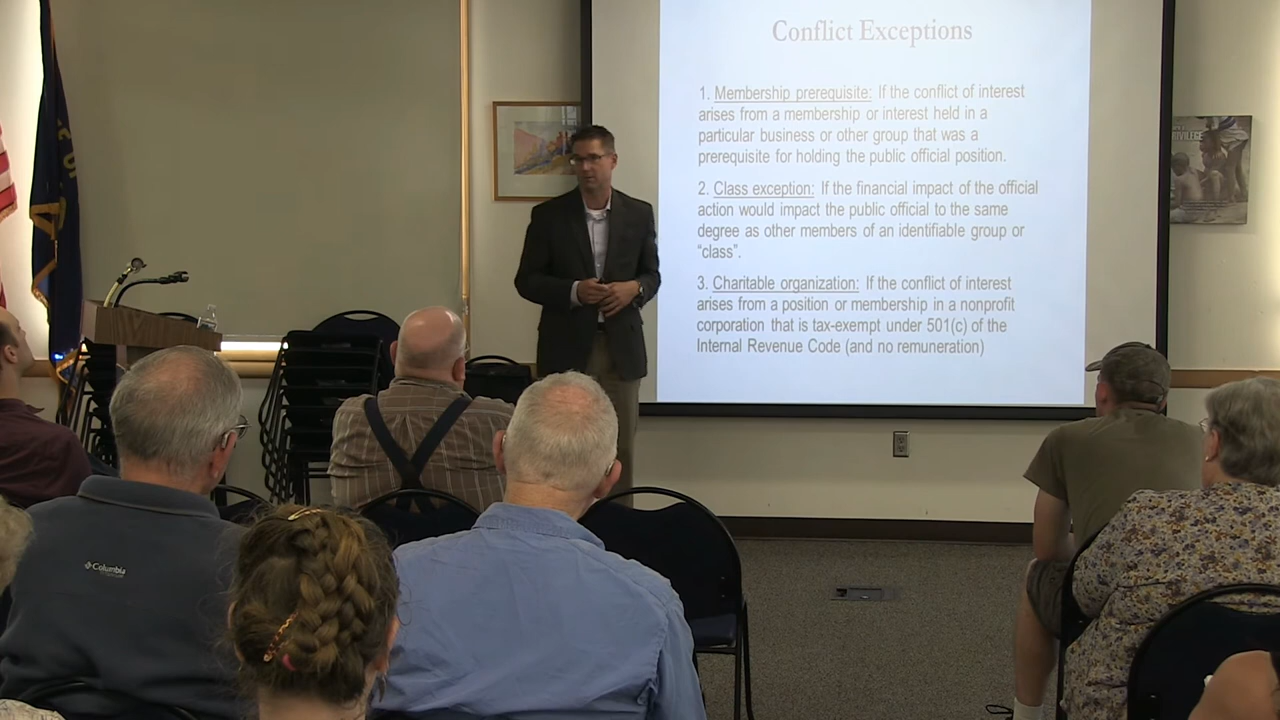 Conflict Exceptions
1. Membership prerequisite: If the conflict of interest
arises from a membership or interest held in a
particular business or other group that was a
prerequisite for holding the public official position.
2. Class exception: If the financial impact of the official
action would impact the public official to the same
degree as other members of an identifiable group or
“class”.
3. Charitable organization: If the conflict of interest
arises from a position or membership in a nonprofit
corporation that is tax-exempt under 501(c) of the
Internal Revenue Code (and no remuneration)
Columbia